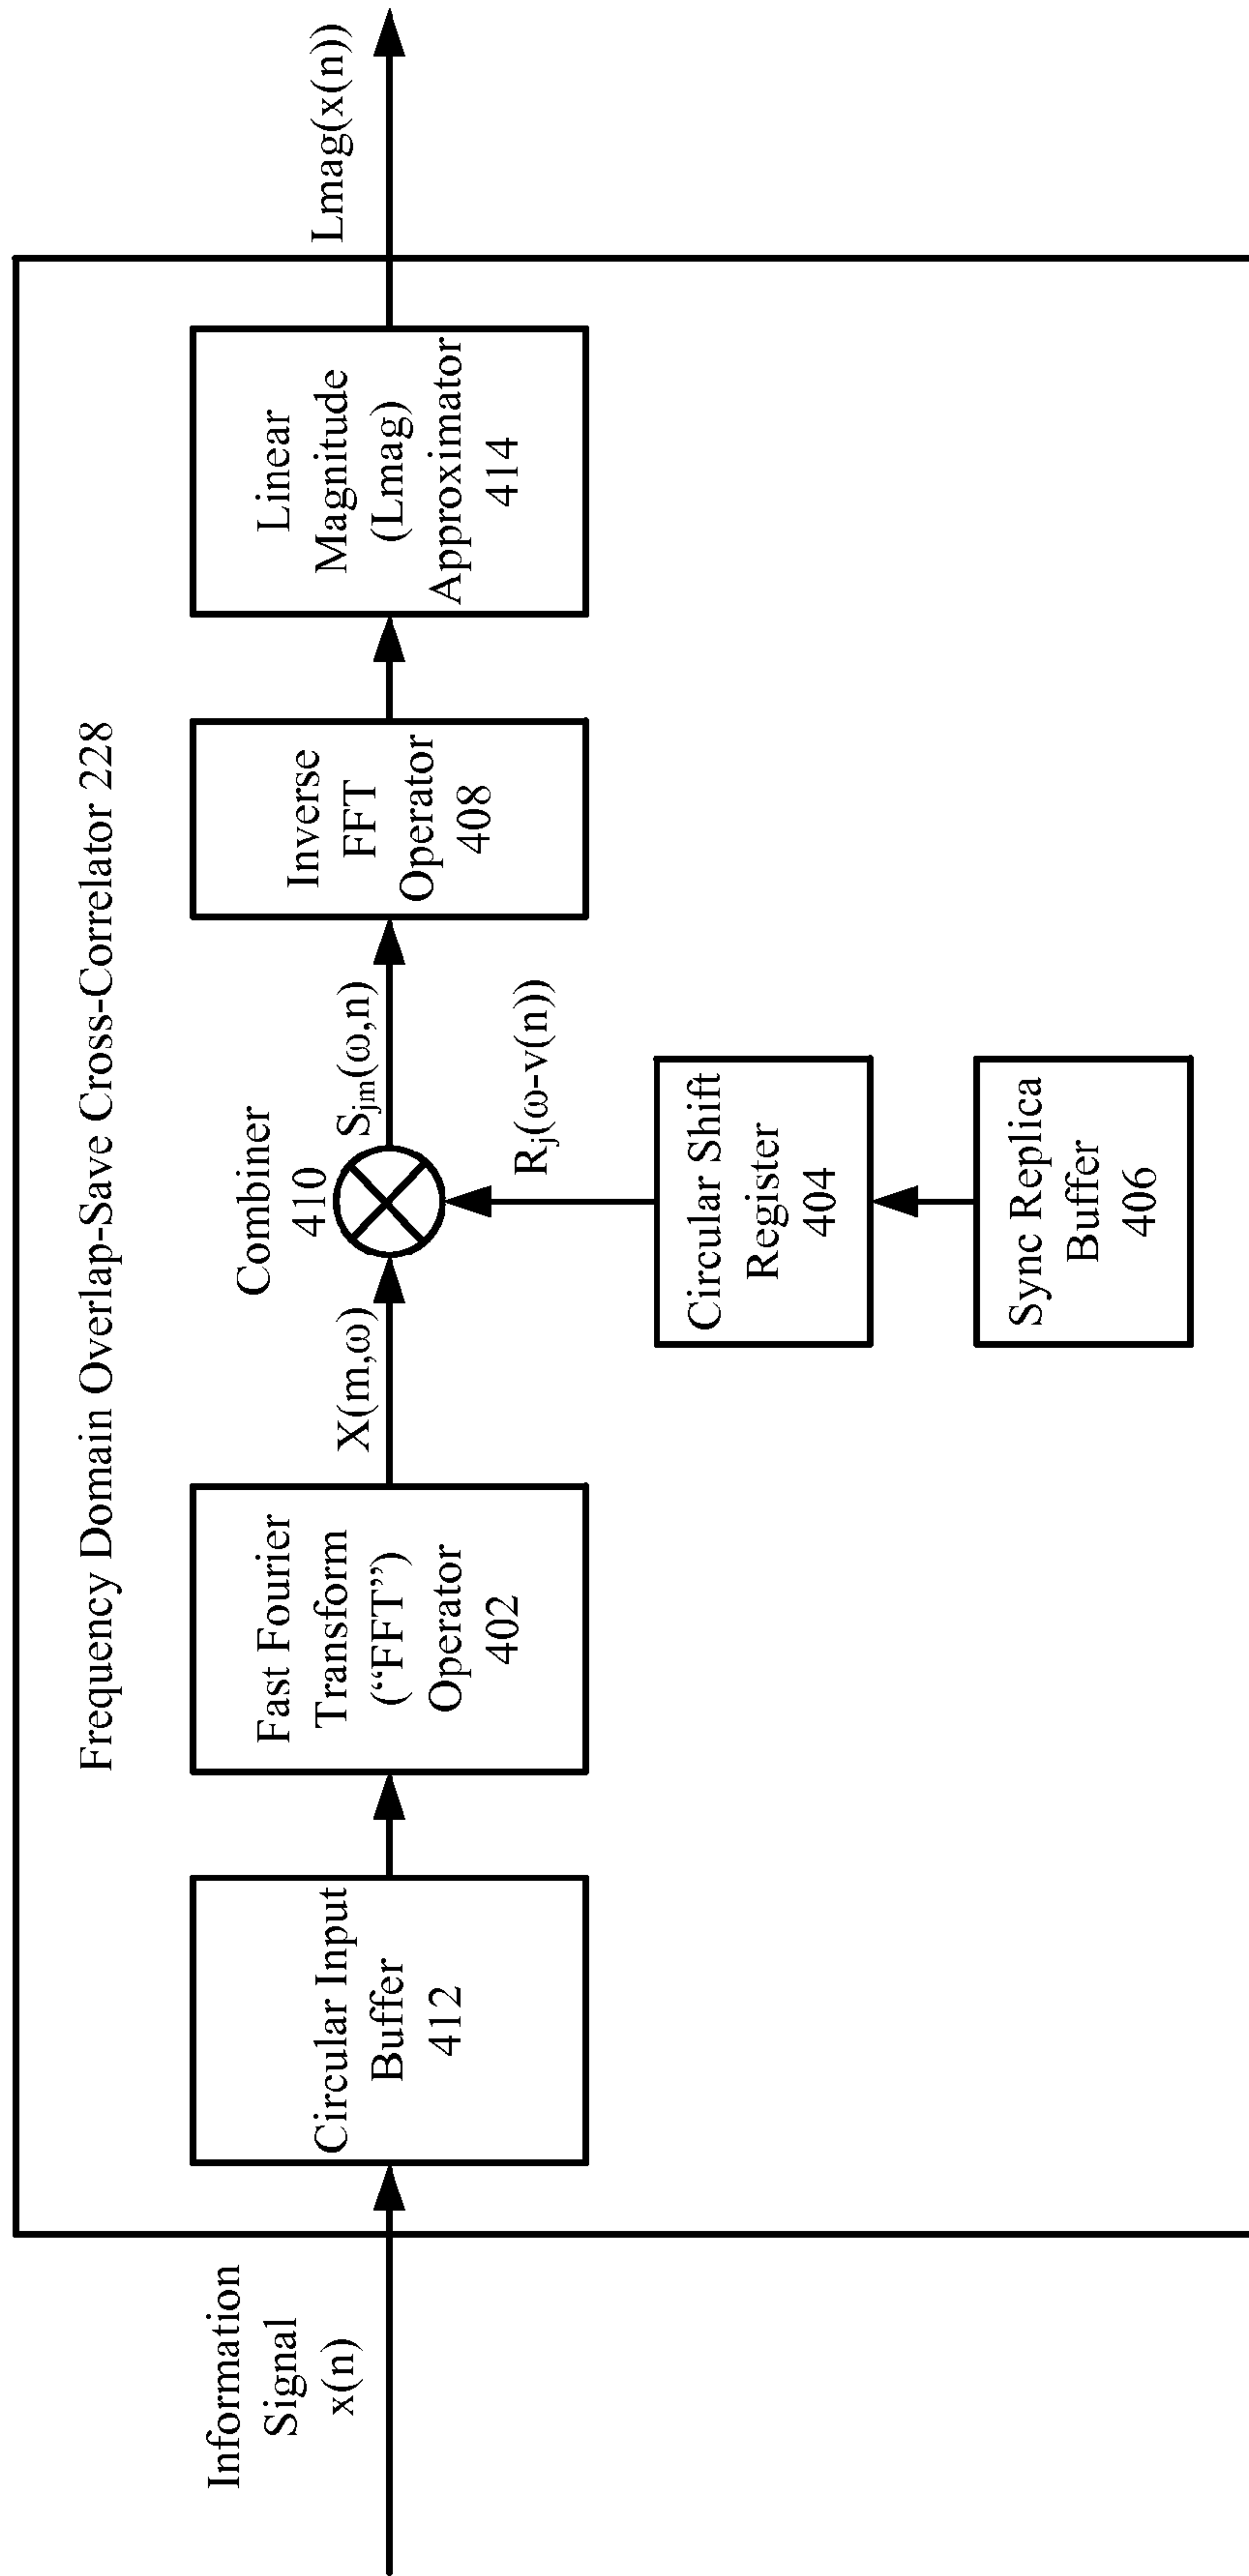 Frequency Domain Overlap-Save Cross-Correlator 228
Information
Signal
x(n)
Circular Input
Buffer
412
Fast Fourier
Transform
(“FFT”)
Operator
402
X(m,ω)
Combiner
410
S_jm(ω,n)
Inverse
FFT
Operator
408
Linear
Magnitude
(Lmag)
Approximator
414
Lmag(x(n))
R_j(ω-v(n))
Circular Shift
Register
404
Sync Replica
Buffer
406